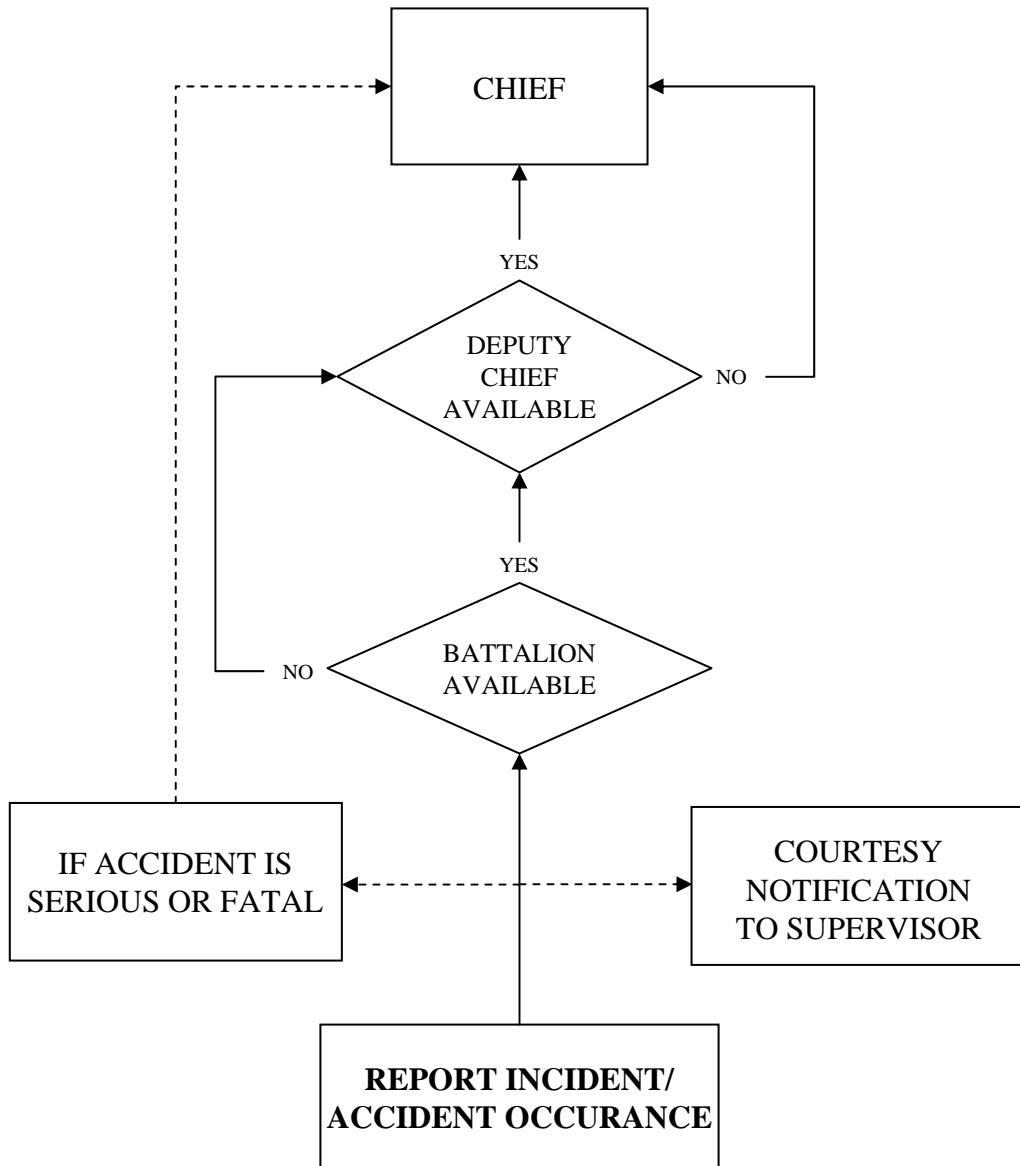 CHIEF
YES
DEPUTY
CHIEF
AVAILABLE
NO
YES
BATTALION
AVAILABLE
NO
IF ACCIDENT IS
SERIOUS OR FATAL
COURTESY
NOTIFICATION
TO SUPERVISOR
REPORT INCIDENT/
ACCIDENT OCCURANCE